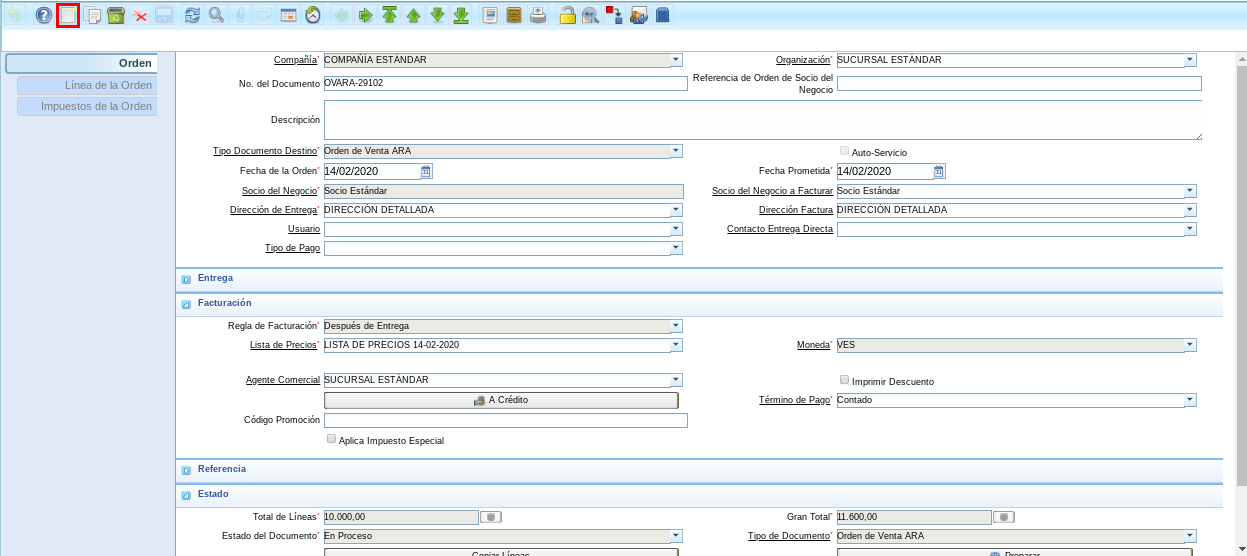 Orden
Línea de la Orden
Impuestos de la Orden
Compañía* COMPAÑÍA ESTÁNDAR Organización* SUCURSAL ESTÁNDAR
No. del Documento OVARA-29102 Referencia de Orden de Socio del Negocio
Descripción
Tipo Documento Destino* Orden de Venta ARA Auto-Servicio
Fecha de la Orden* 14/02/2020 Fecha Prometida* 14/02/2020
Socio del Negocio* Socio Estándar Socio del Negocio a Facturar Socio Estándar
Dirección de Entrega* DIRECCIÓN DETALLADA Dirección Factura DIRECCIÓN DETALLADA
Usuario Contacto Entrega Directa
Tipo de Pago
Entrega
Facturación
Regla de Facturación* Después de Entrega
Lista de Precios* LISTA DE PRECIOS 14-02-2020 Moneda* VES
Agente Comercial SUCURSAL ESTÁNDAR Imprimir Descuento
A Crédito Término de Pago* Contado
Código Promoción
Aplica Impuesto Especial
Referencia
Estado
Total de Líneas* 10.000,00 Gran Total* 11.600,00
Estado del Documento* En Proceso Tipo de Documento* Orden de Venta ARA
Copiar Líneas Preparar